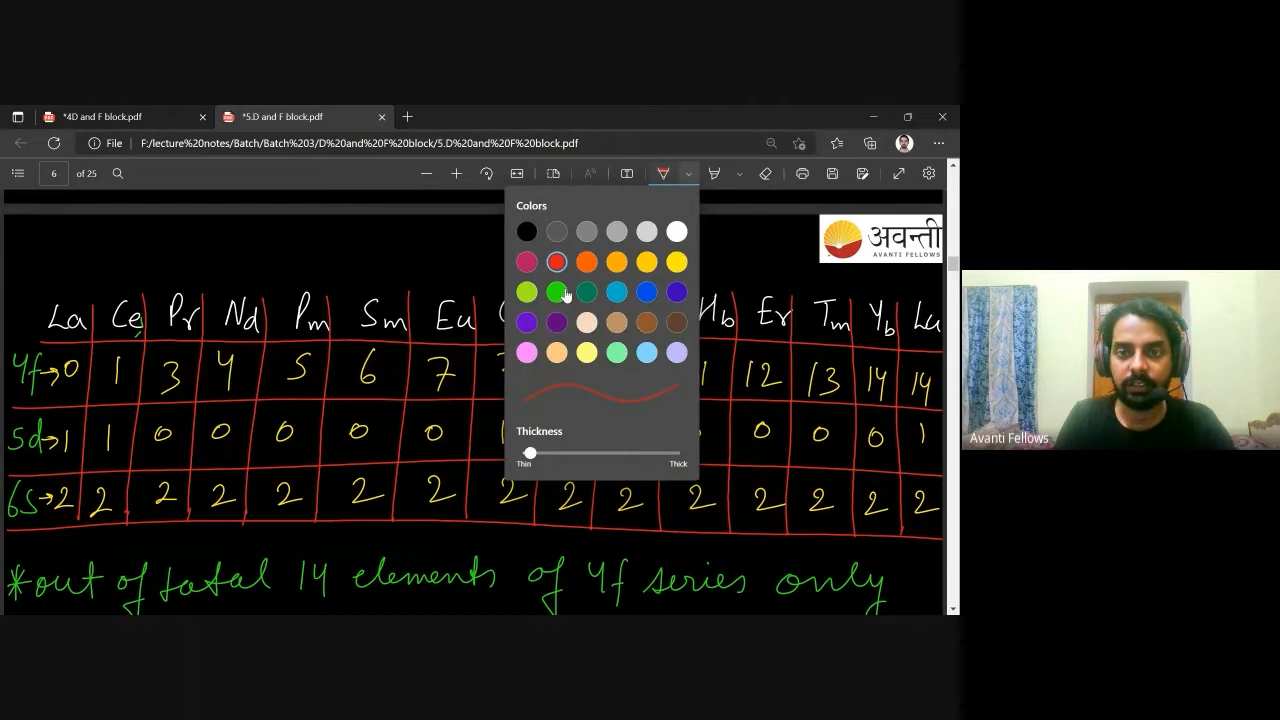 *4D and F block.pdf
*5.D and F block.pdf
File
F:/lecture%20notes/Batch/Batch%203/D%20and%20F%20block/5.D%20and%20F%20block.pdf
6 of 25
Colors
अवन्ती
AVANTI FELLOWS
La Ce Pr Nd Pm Sm Eu Hb Er Tm Yb Lu
4f→0 1 3 4 5 6 7 12 13 14 14
5d→1 1 0 0 0 0 0 0 0 0 1
6s→2 2 2 2 2 2 2 2 2 2 2 2 2 2 2
Thickness
Thin Thick
*out of total 14 elements of 4f series only
Avanti Fellows